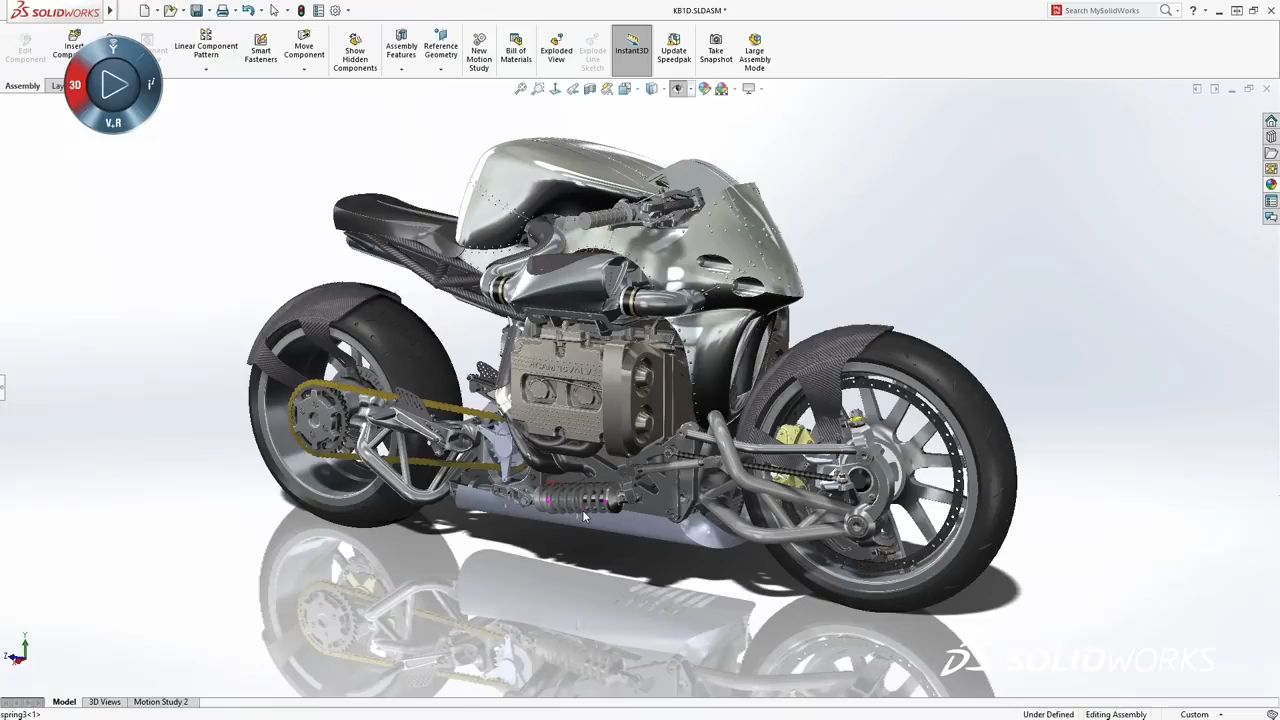 SOLIDWORKS
KB1D.SLDASM *
Search MySolidWorks
?
Edit
Component
Insert
Linear Component
Pattern
Smart
Fasteners
Move
Component
Show
Hidden
Components
Assembly
Features
Reference
Geometry
New
Motion
Study
Bill of
Materials
Exploded
View
Explode
Line
Sketch
Instant3D
Update
Speedpak
Take
Snapshot
Large
Assembly
Mode
Assembly
3D
V.R
SOLIDWORKS
Y
Z
Model
3D Views
Motion Study 2
spring3<1>
Under Defined
Editing Assembly
Custom